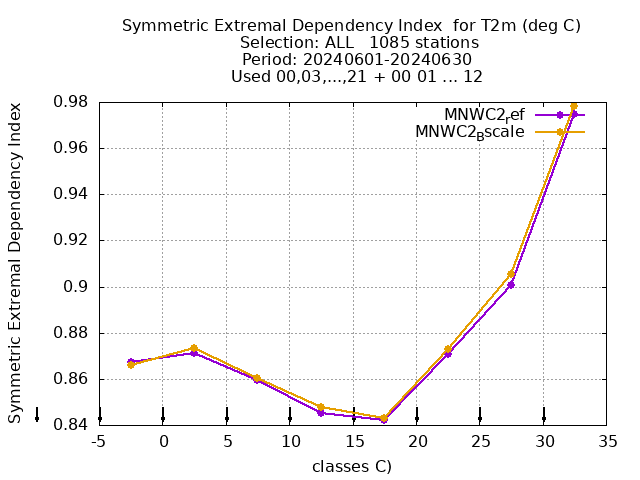 Symmetric Extremal Dependency Index  for T2m (deg C)
Selection: ALL   1085 stations
Period: 20240601-20240630
Used 00,03,...,21 + 00 01 ... 12
Symmetric Extremal Dependency Index
0.98
0.96
0.94
0.92
0.9
0.88
0.86
0.84
MNWC2ref
MNWC2Bscale
-5 0 5 10 15 20 25 30 35
classes C)